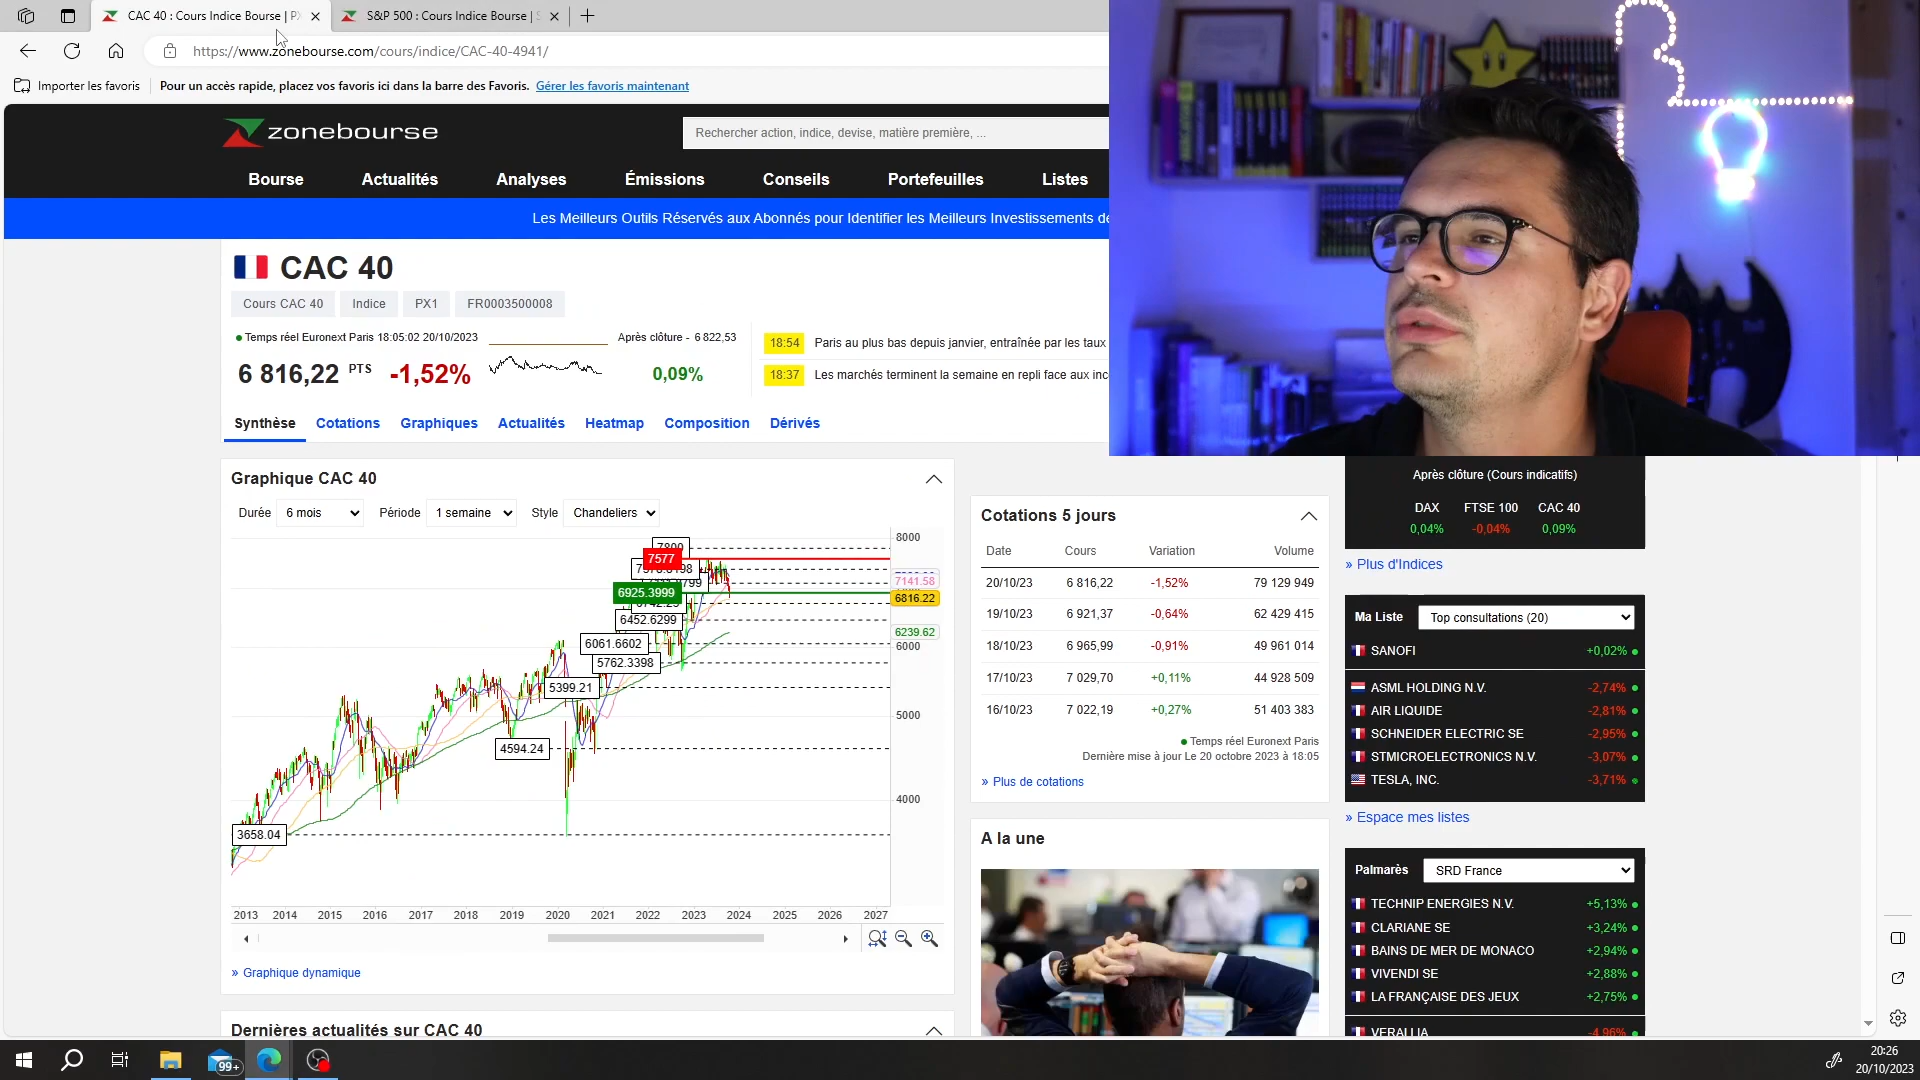 CAC 40 : Cours Indice Bourse | PX
S&P 500 : Cours Indice Bourse |
https://www.zonebourse.com/cours/indice/CAC-40-4941/
Importer les favoris
Pour un accès rapide, placez vos favoris ici dans la barre des Favoris. Gérer les favoris maintenant
zonebourse
Rechercher action, indice, devise, matière première, ...
Bourse Actualités Analyses Émissions Conseils Portefeuilles Listes
Les Meilleurs Outils Réservés aux Abonnés pour Identifier les Meilleurs Investissements de
CAC 40
Cours CAC 40 Indice PX1 FR0003500008
Temps réel Euronext Paris 18:05:02 20/10/2023
Après clôture - 6 822,53
6 816,22 PTS -1,52%
0,09%
18:54 Paris au plus bas depuis janvier, entraînée par les taux
18:37 Les marchés terminent la semaine en repli face aux inc
Synthèse Cotations Graphiques Actualités Heatmap Composition Dérivés
Graphique CAC 40
Durée 6 mois Période 1 semaine Style Chandeliers
8000
7577
7141.58
6925.3999
6816.22
6452.6299
6239.62
6061.6602
6000
5762.3398
5399.21
5000
4594.24
4000
3658.04
2013 2014 2015 2016 2017 2018 2019 2020 2021 2022 2023 2024 2025 2026 2027
» Graphique dynamique
Dernières actualités sur CAC 40
Cotations 5 jours
Date Cours Variation Volume
20/10/23 6 816,22 -1,52% 79 129 949
19/10/23 6 921,37 -0,64% 62 429 415
18/10/23 6 965,99 -0,91% 49 961 014
17/10/23 7 029,70 +0,11% 44 928 509
16/10/23 7 022,19 +0,27% 51 403 383
Temps réel Euronext Paris
Dernière mise à jour Le 20 octobre 2023 à 18:05
» Plus de cotations
A la une
Après clôture (Cours indicatifs)
DAX FTSE 100 CAC 40
0,04% -0,04% 0,09%
» Plus d'Indices
Ma Liste Top consultations (20)
SANOFI +0,02%
ASML HOLDING N.V. -2,74%
AIR LIQUIDE -2,81%
SCHNEIDER ELECTRIC SE -2,95%
STMICROELECTRONICS N.V. -3,07%
TESLA, INC. -3,71%
» Espace mes listes
Palmarès SRD France
TECHNIP ENERGIES N.V. +5,13%
CLARIANE SE +3,24%
BAINS DE MER DE MONACO +2,94%
VIVENDI SE +2,88%
LA FRANÇAISE DES JEUX +2,75%
VERALLIA -4,96%
99+
20:26
20/10/2023